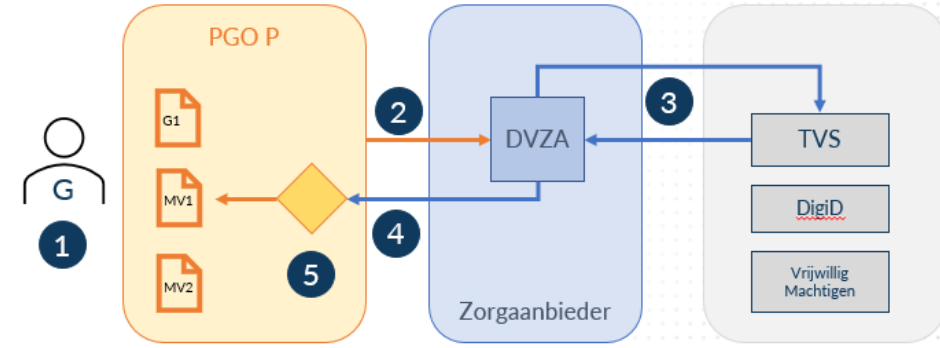 PGO P
G1
MV1
MV2
G
1
2
3
4
5
DVZA
Zorgaanbieder
TVS
DigiD
Vrijwillig
Machtigen